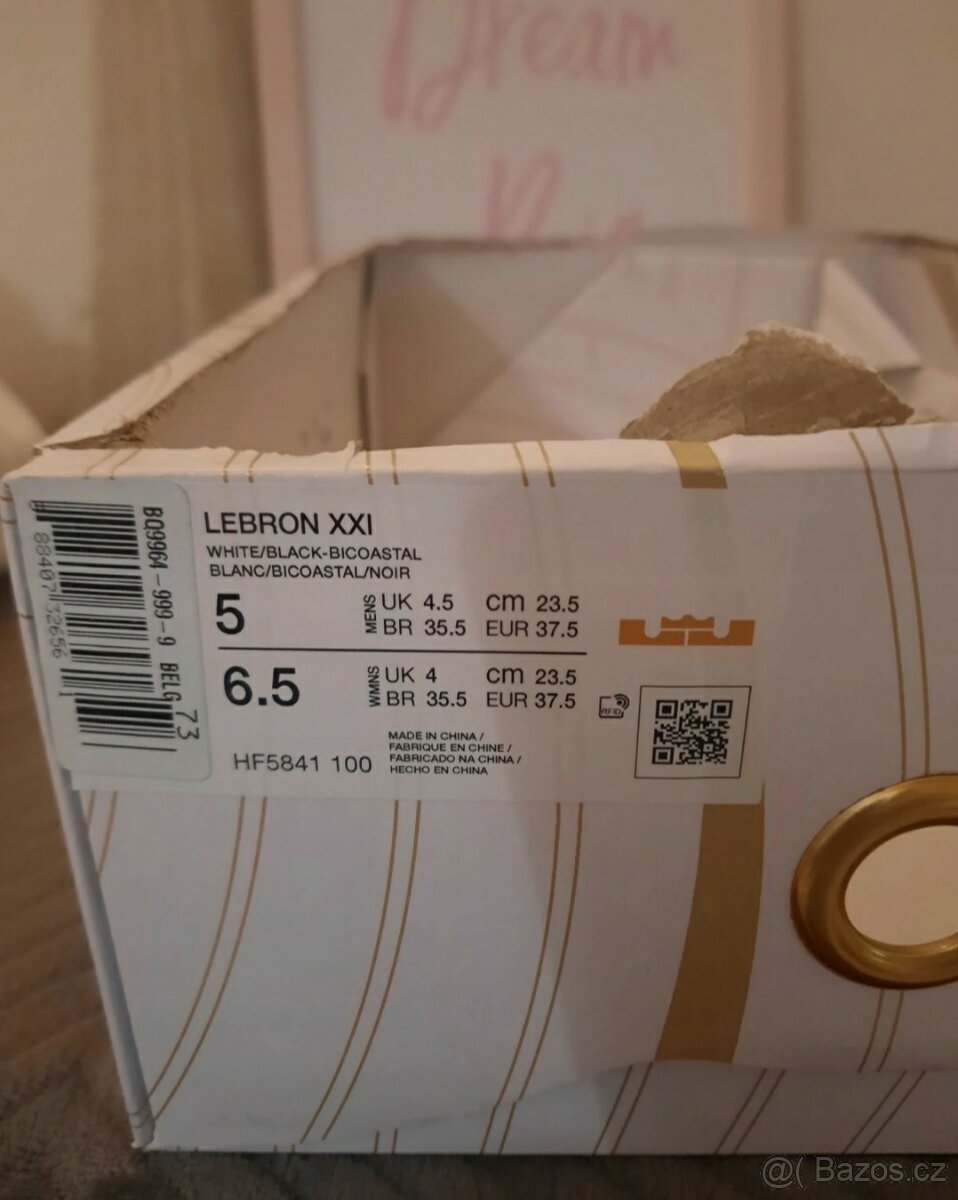 Dream
LEBRON XXI
WHITE/BLACK-BICOASTAL
BLANC/BICOASTAL/NOIR
5
MENS
UK 4.5 cm 23.5
BR 35.5 EUR 37.5
6.5
WMNS
UK 4 cm 23.5
BR 35.5 EUR 37.5
RFID
HF5841 100
MADE IN CHINA /
FABRIQUE EN CHINE /
FABRICADO NA CHINA /
HECHO EN CHINA
BQ9964-999-9 BELG 73
@( Bazos.cz